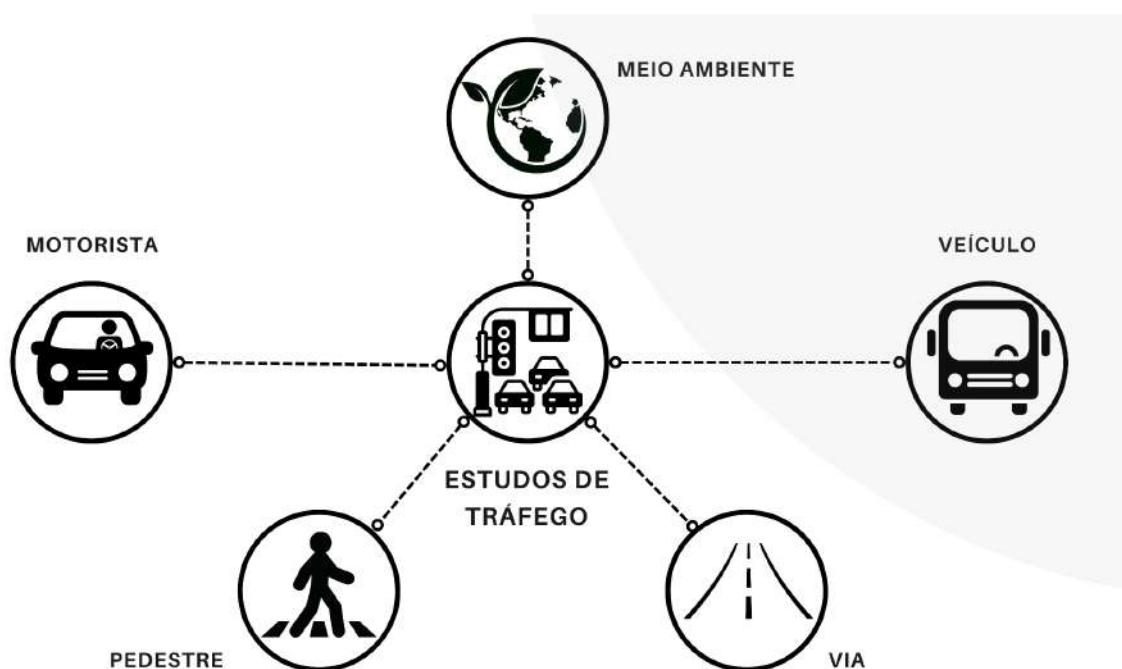 MEIO AMBIENTE
MOTORISTA
VEÍCULO
ESTUDOS DE
TRÁFEGO
PEDESTRE
VIA